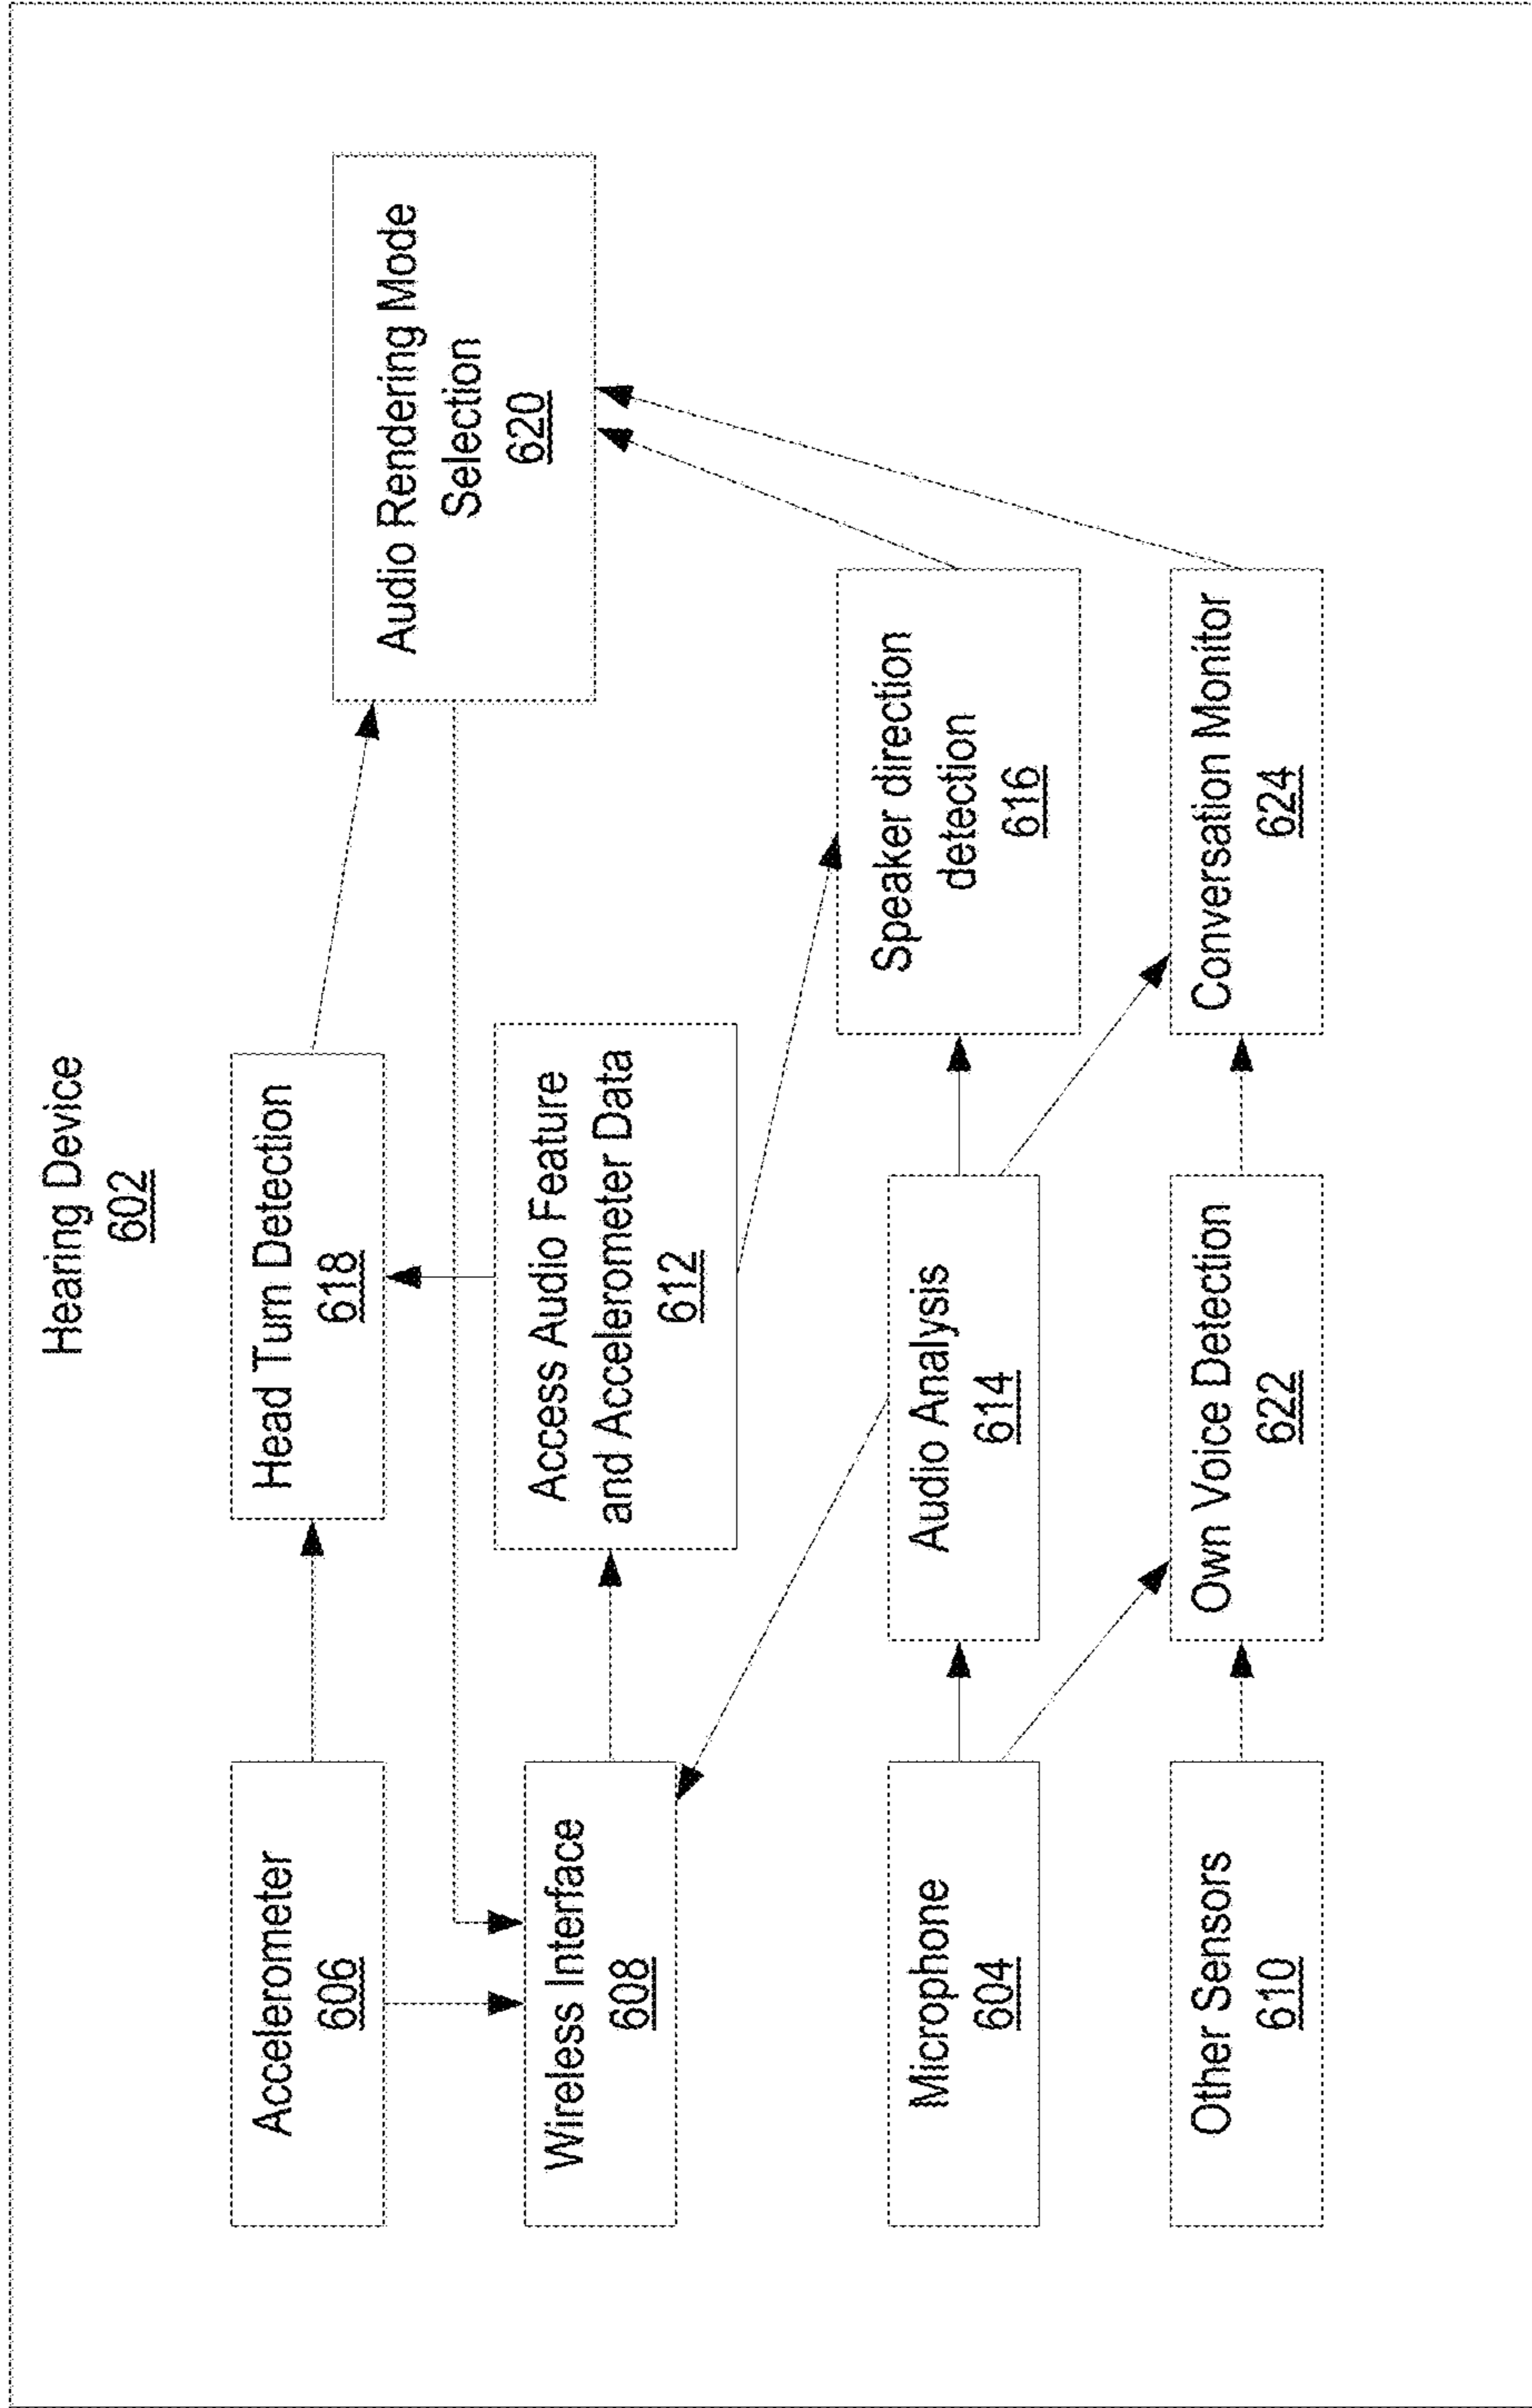 Hearing Device
602
Accelerometer
606
Head Turn Detection
618
Audio Rendering Mode
Selection
620
Wireless Interface
608
Access Audio Feature
and Accelerometer Data
612
Microphone
604
Audio Analysis
614
Speaker direction
detection
616
Other Sensors
610
Own Voice Detection
622
Conversation Monitor
624